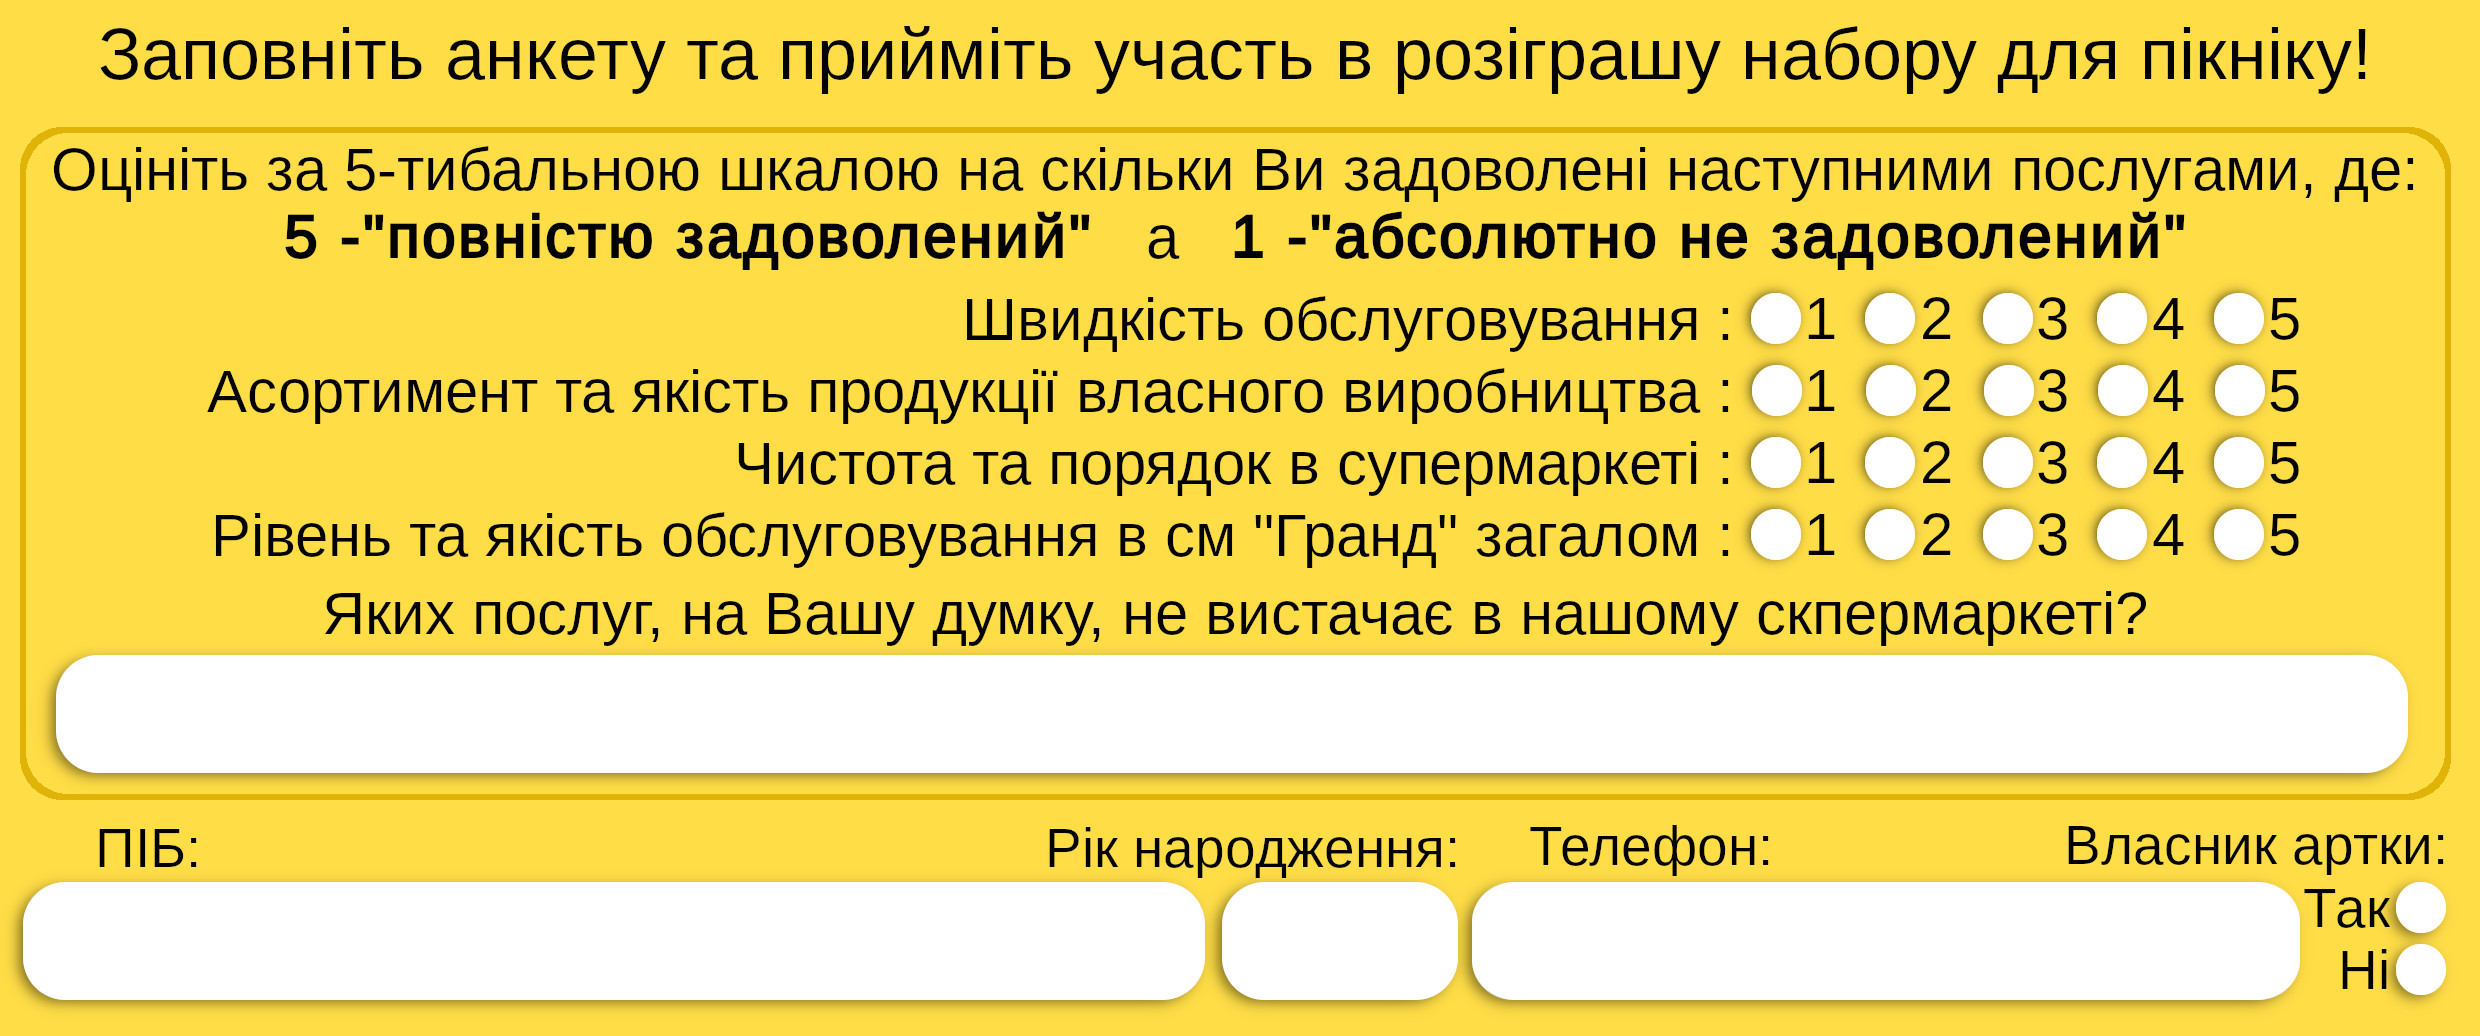 Заповніть анкету та прийміть участь в розіграшу набору для пікніку!
Оцініть за 5-тибальною шкалою на скільки Ви задоволені наступними послугами, де:
5 -"повністю задоволений" а 1 -"абсолютно не задоволений"
Швидкість обслуговування : 1 2 3 4 5
Асортимент та якість продукції власного виробництва : 1 2 3 4 5
Чистота та порядок в супермаркеті : 1 2 3 4 5
Рівень та якість обслуговування в см "Гранд" загалом : 1 2 3 4 5
Яких послуг, на Вашу думку, не вистачає в нашому скпермаркеті?
ПІБ: Рік народження: Телефон: Власник артки:
Так
Ні